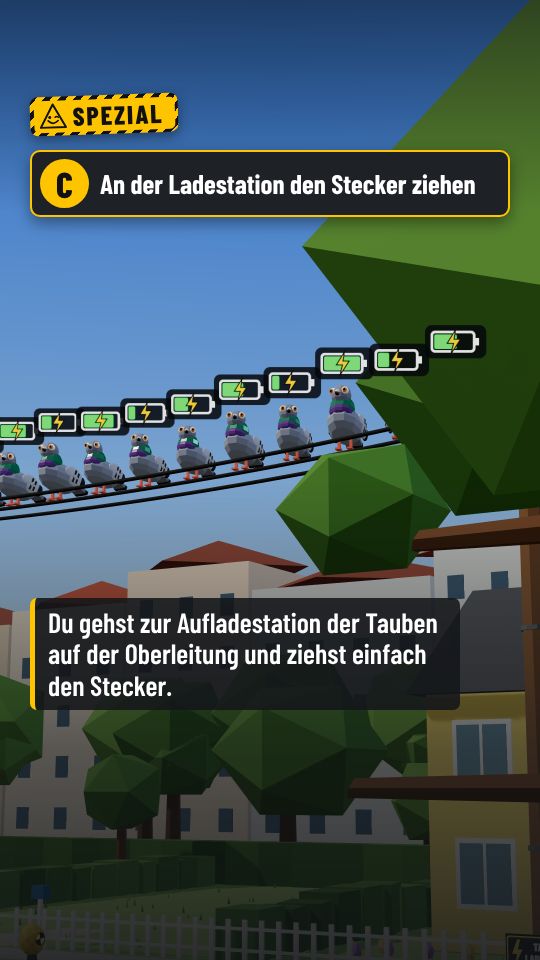 SPEZIAL
C An der Ladestation den Stecker ziehen
Du gehst zur Aufladestation der Tauben
auf der Oberleitung und ziehst einfach
den Stecker.